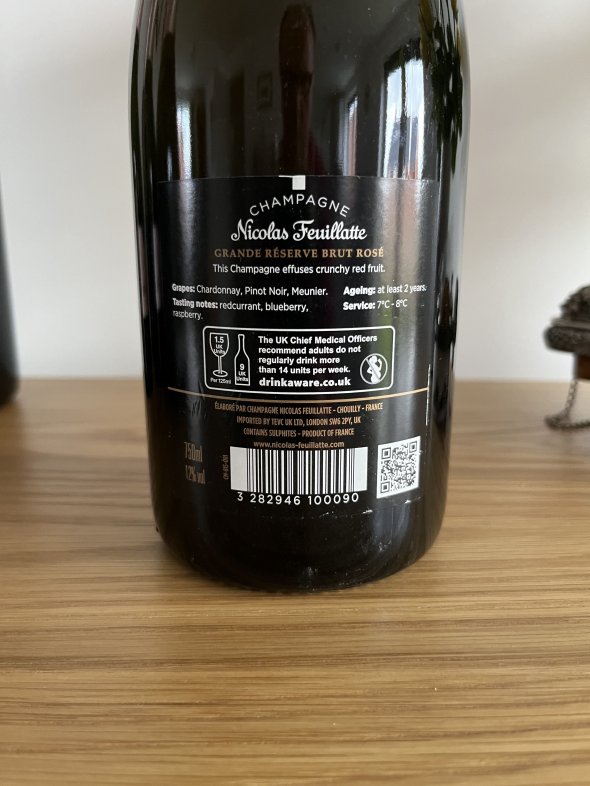 CHAMPAGNE
Nicolas Feuillatte
GRANDE RÉSERVE BRUT ROSÉ
This Champagne effuses crunchy red fruit.
Grapes: Chardonnay, Pinot Noir, Meunier.
Tasting notes: redcurrant, blueberry,
raspberry.
Ageing: at least 2 years.
Service: 7°C - 8°C
1.5
UK
Units
Per 125ml
9
UK
Units
The UK Chief Medical Officers
recommend adults do not
regularly drink more
than 14 units per week.
drinkaware.co.uk
ÉLABORÉ PAR CHAMPAGNE NICOLAS FEUILLATTE - CHOUILLY - FRANCE
IMPORTED BY TEVC UK LTD, LONDON SW6 2PY, UK
CONTAINS SULPHITES - PRODUCT OF FRANCE
www.nicolas-feuillatte.com
750ml
12% vol
3 282946 100090